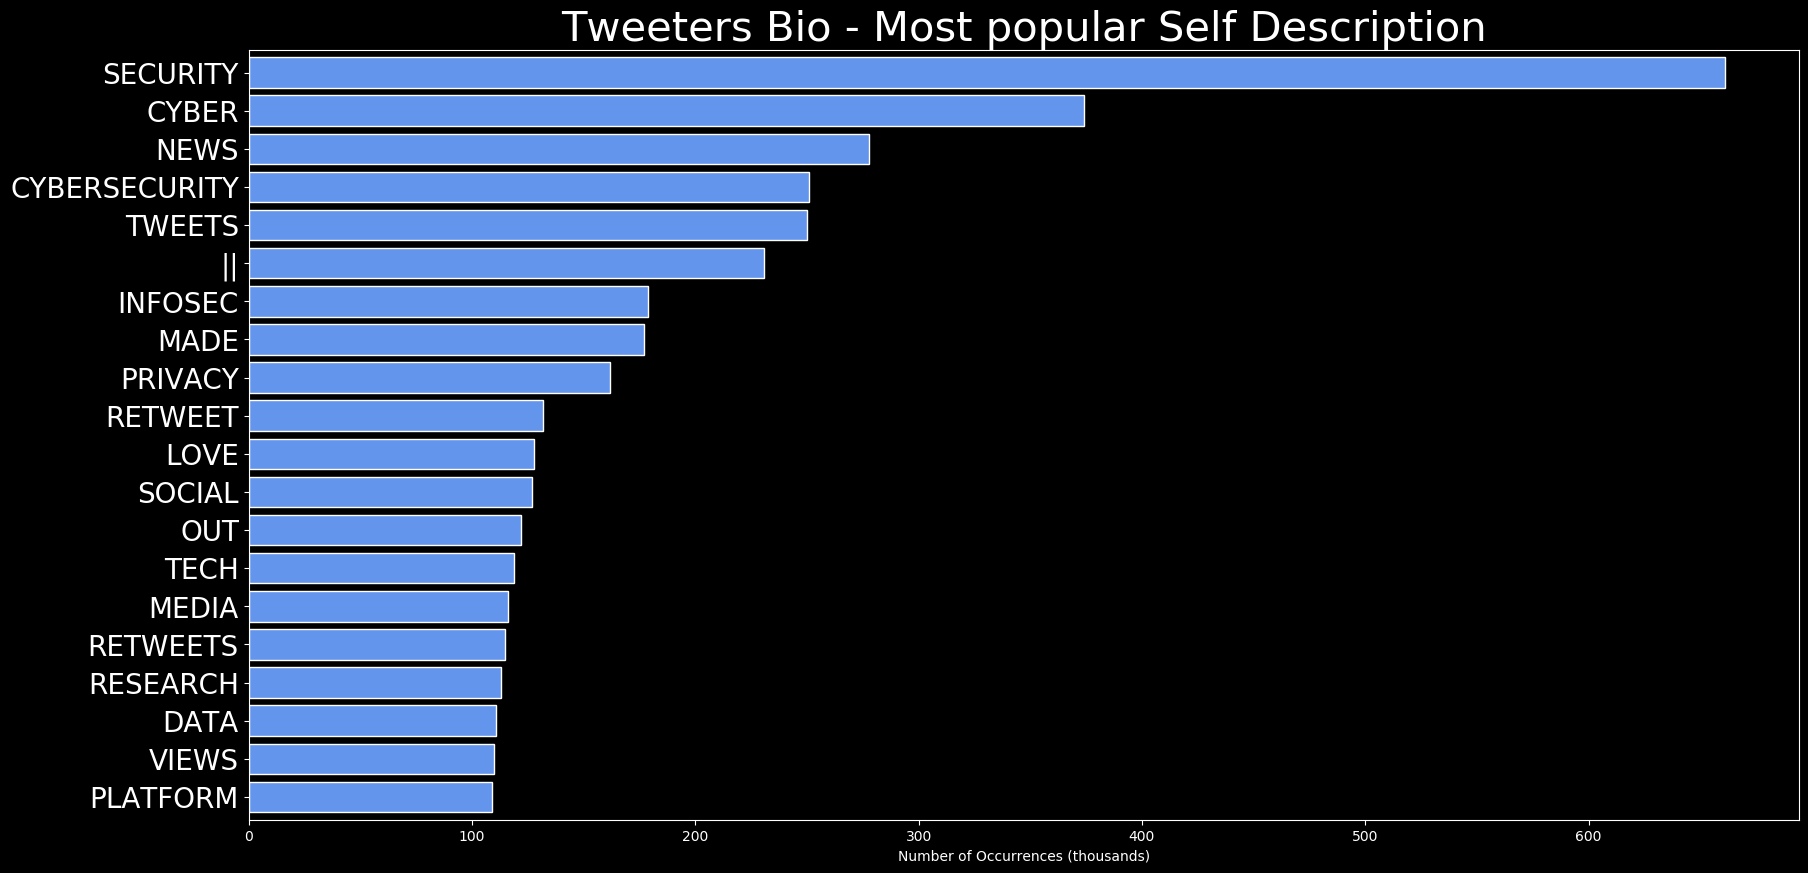 Tweeters Bio - Most popular Self Description
SECURITY
CYBER
NEWS
CYBERSECURITY
TWEETS
||
INFOSEC
MADE
PRIVACY
RETWEET
LOVE
SOCIAL
OUT
TECH
MEDIA
RETWEETS
RESEARCH
DATA
VIEWS
PLATFORM
0 100 200 300 400 500 600
Number of Occurrences (thousands)